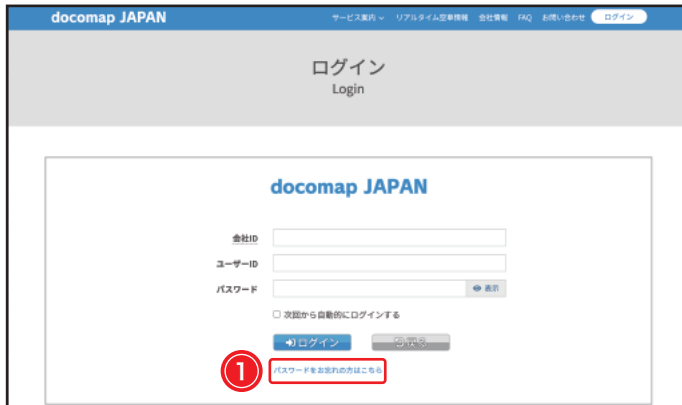 docomap JAPAN
サービス案内 リアルタイム空車情報 会社情報 FAQ お問い合わせ ログイン
ログイン
Login
docomap JAPAN
会社ID
ユーザーID
パスワード 表示
次回から自動的にログインする
ログイン
1 パスワードをお忘れの方はこちら